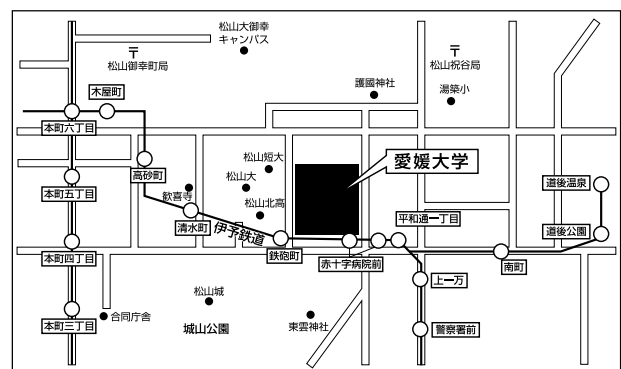 松山大御幸
キャンパス
〒
松山御幸町局
〒
松山祝谷局
木屋町
護國神社
湯築小
本町六丁目
松山短大
愛媛大学
高砂町
松山大
道後温泉
本町五丁目
歓喜寺
松山北高
平和通一丁目
清水町
伊予鉄道
道後公園
本町四丁目
鉄砲町
赤十字病院前
南町
上一万
松山城
本町三丁目
合同庁舎
城山公園
東雲神社
警察署前